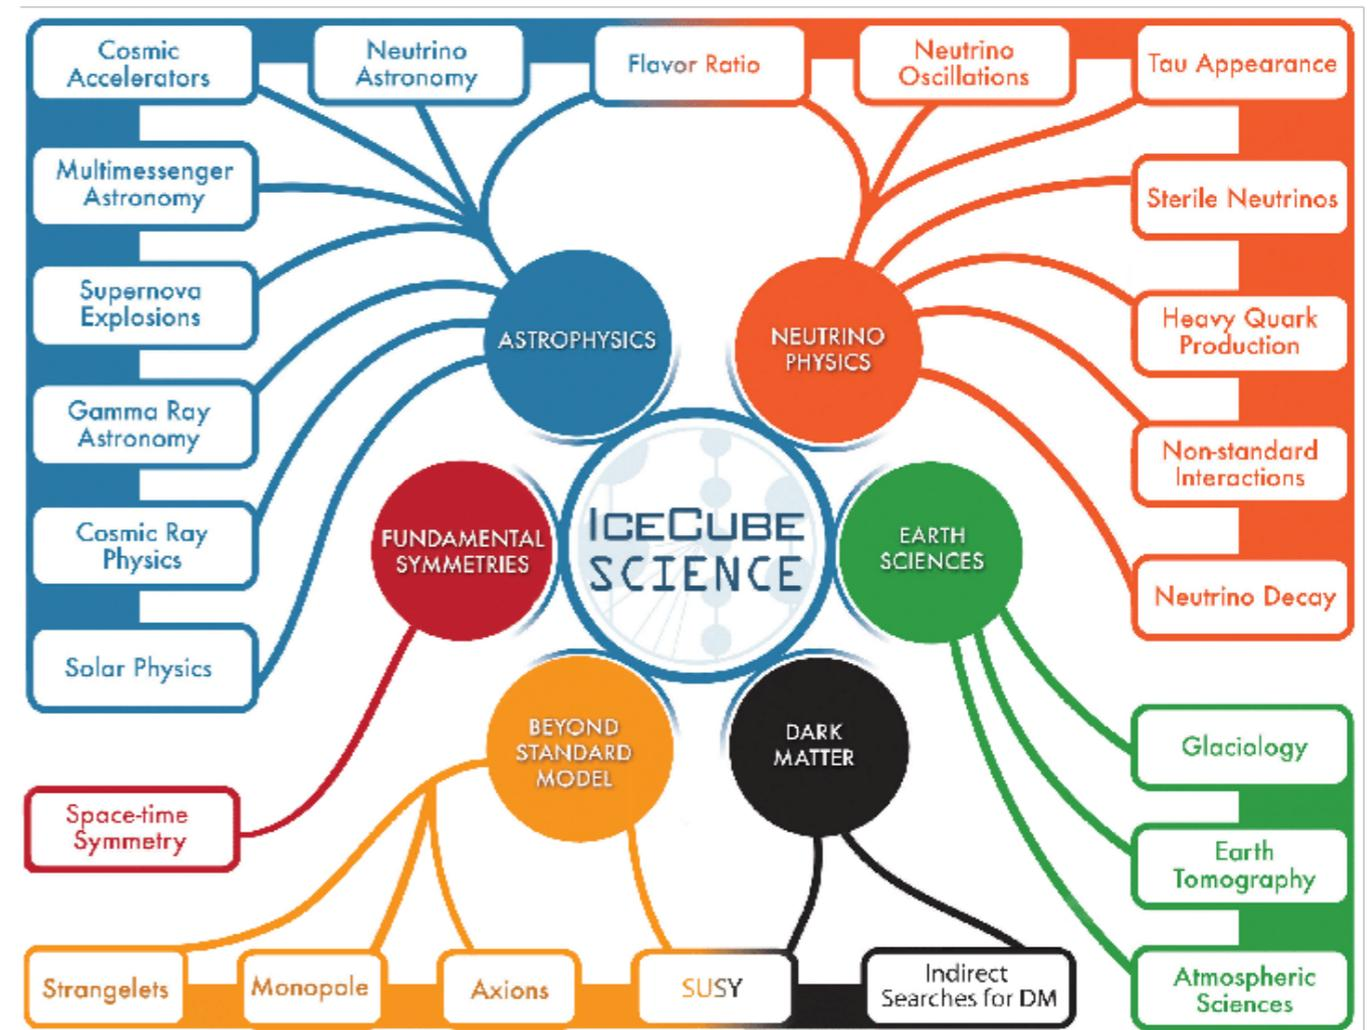 Cosmic
Accelerators
Neutrino
Astronomy
Flavor Ratio
Neutrino
Oscillations
Tau Appearance
Multimessenger
Astronomy
Sterile Neutrinos
Supernova
Explosions
Heavy Quark
Production
ASTROPHYSICS
NEUTRINO
PHYSICS
Gamma Ray
Astronomy
Non-standard
Interactions
Cosmic Ray
Physics
FUNDAMENTAL
SYMMETRIES
ICECUBE
SCIENCE
EARTH
SCIENCES
Neutrino Decay
Solar Physics
BEYOND
STANDARD
MODEL
DARK
MATTER
Glaciology
Space-time
Symmetry
Earth
Tomography
Strangelets
Monopole
Axions
SUSY
Indirect
Searches for DM
Atmospheric
Sciences